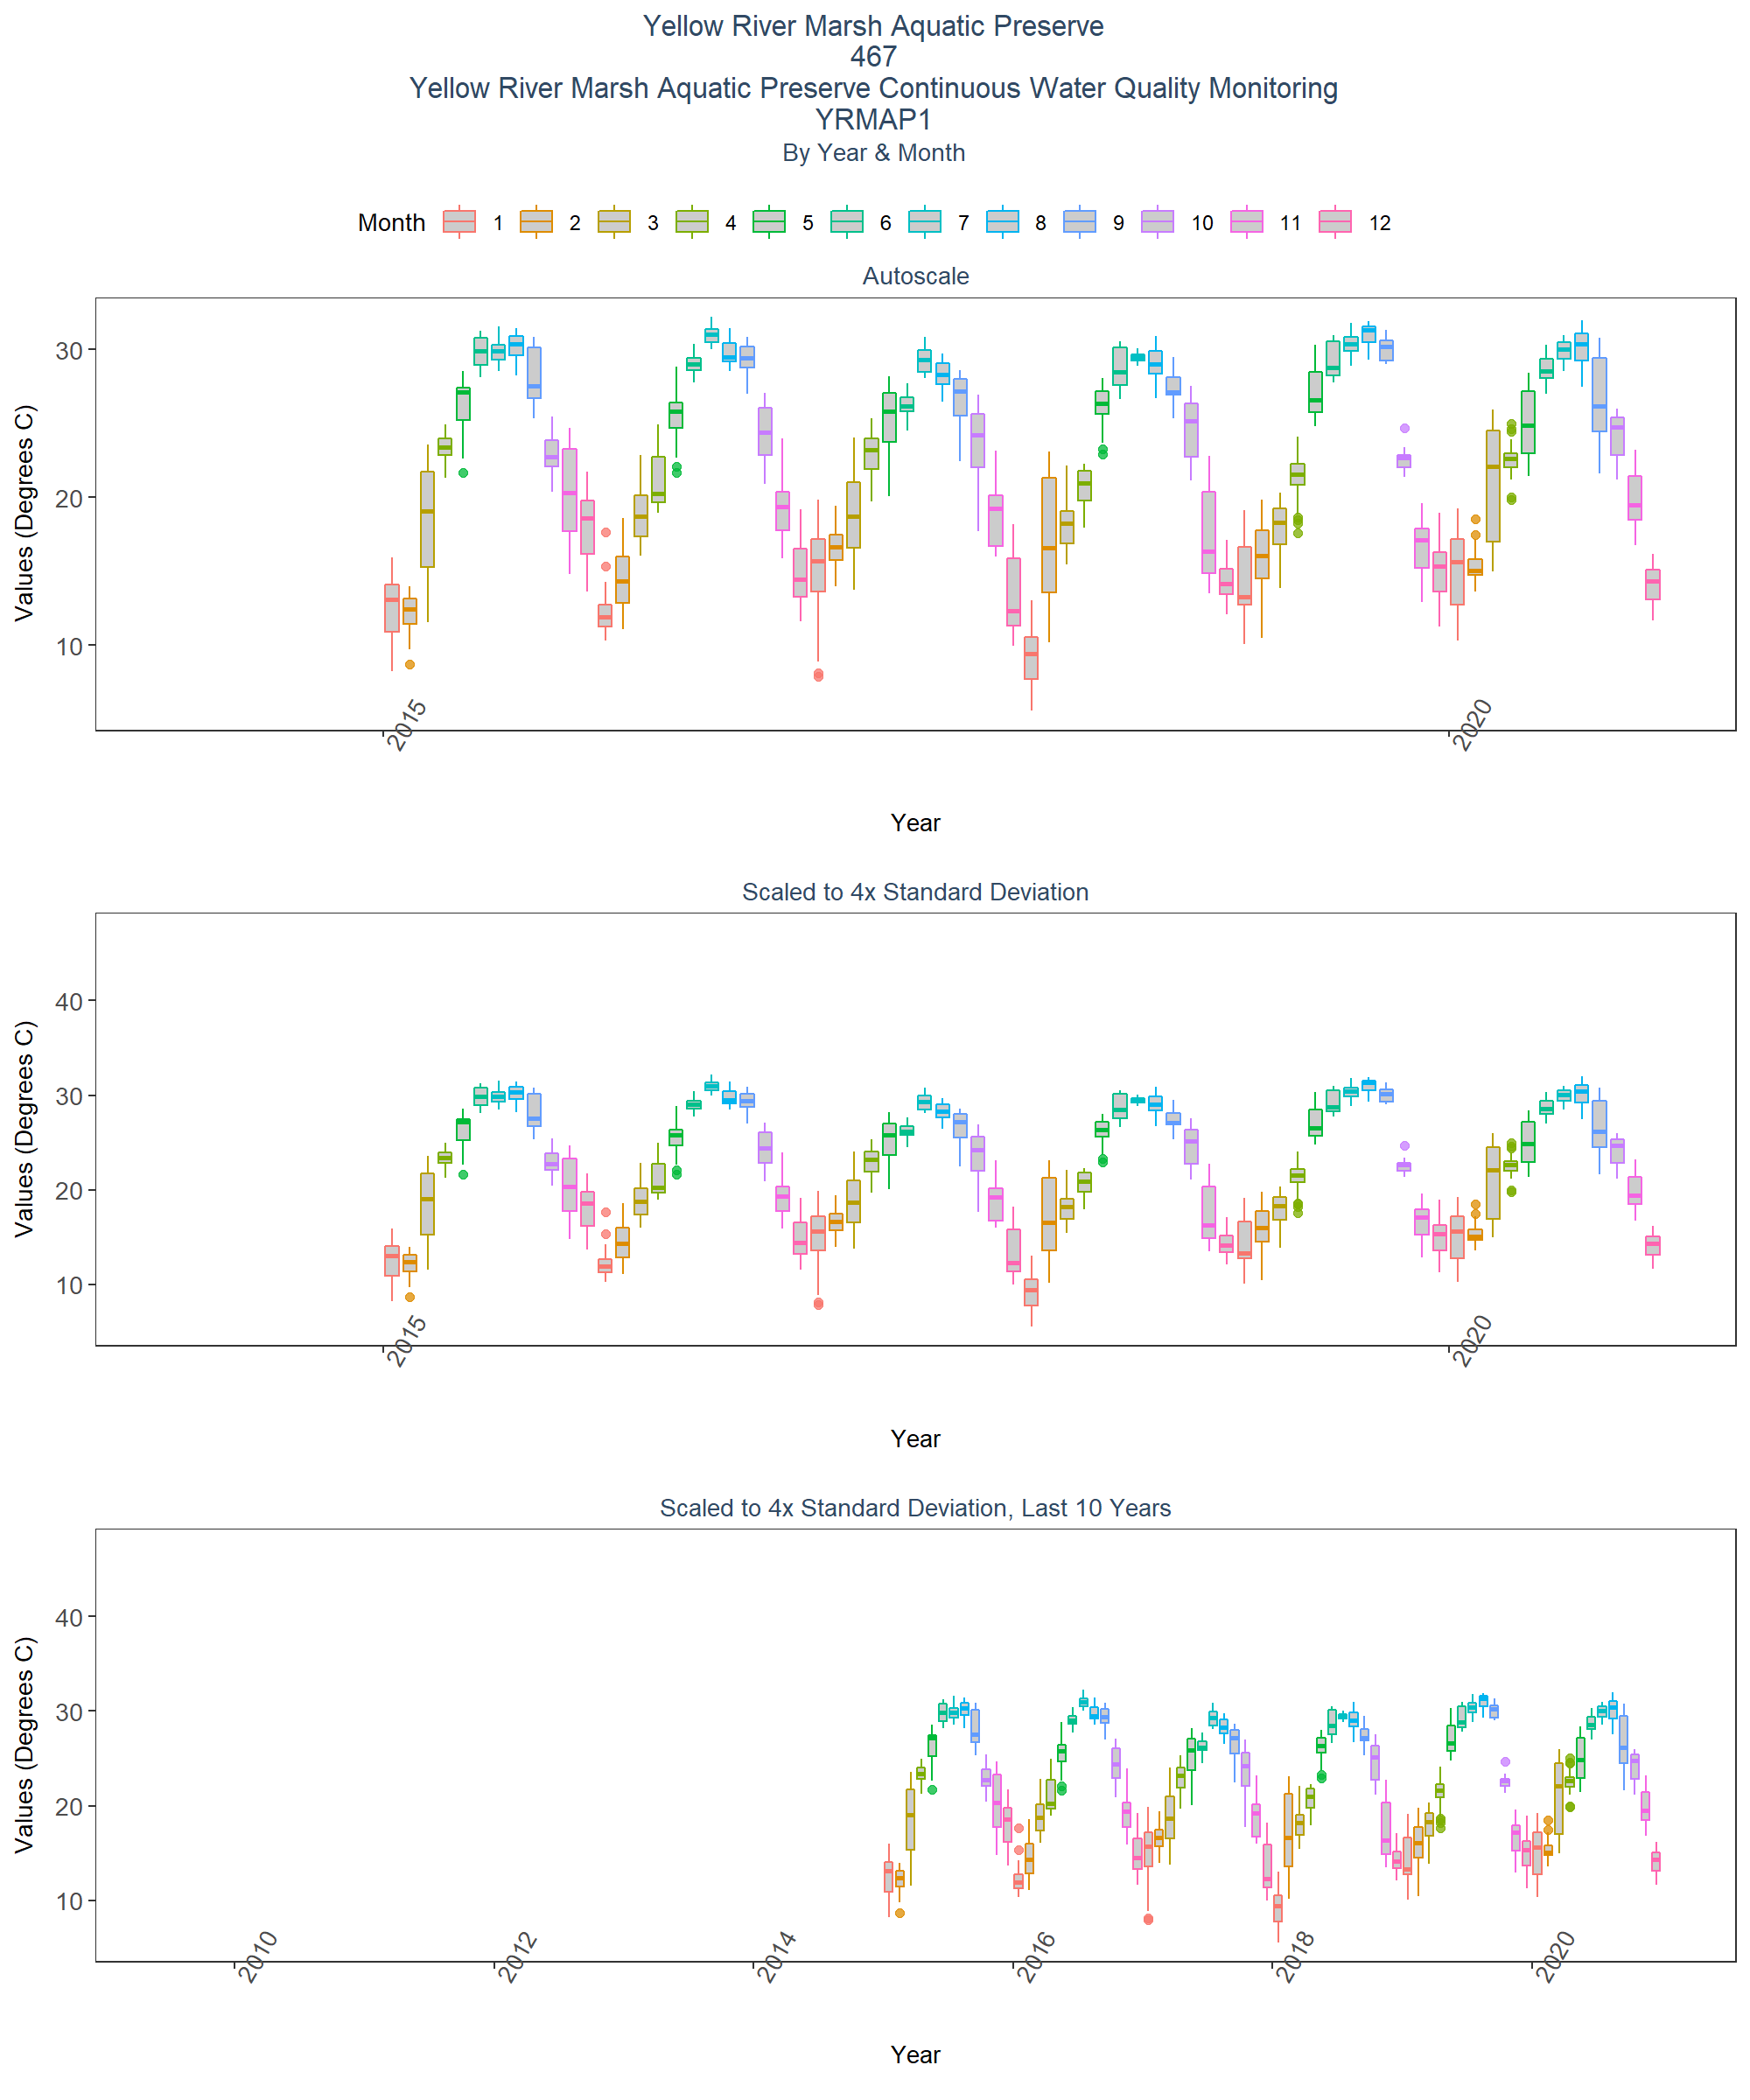 Yellow River Marsh Aquatic Preserve
467
Yellow River Marsh Aquatic Preserve Continuous Water Quality Monitoring
YRMAP1
By Year & Month
Month 1 2 3 4 5 6 7 8 9 10 11 12
Autoscale
Values (Degrees C)
30
20
10
2015 2020
Year
Scaled to 4x Standard Deviation
Values (Degrees C)
40
30
20
10
2015 2020
Year
Scaled to 4x Standard Deviation, Last 10 Years
Values (Degrees C)
40
30
20
10
2010 2012 2014 2016 2018 2020
Year